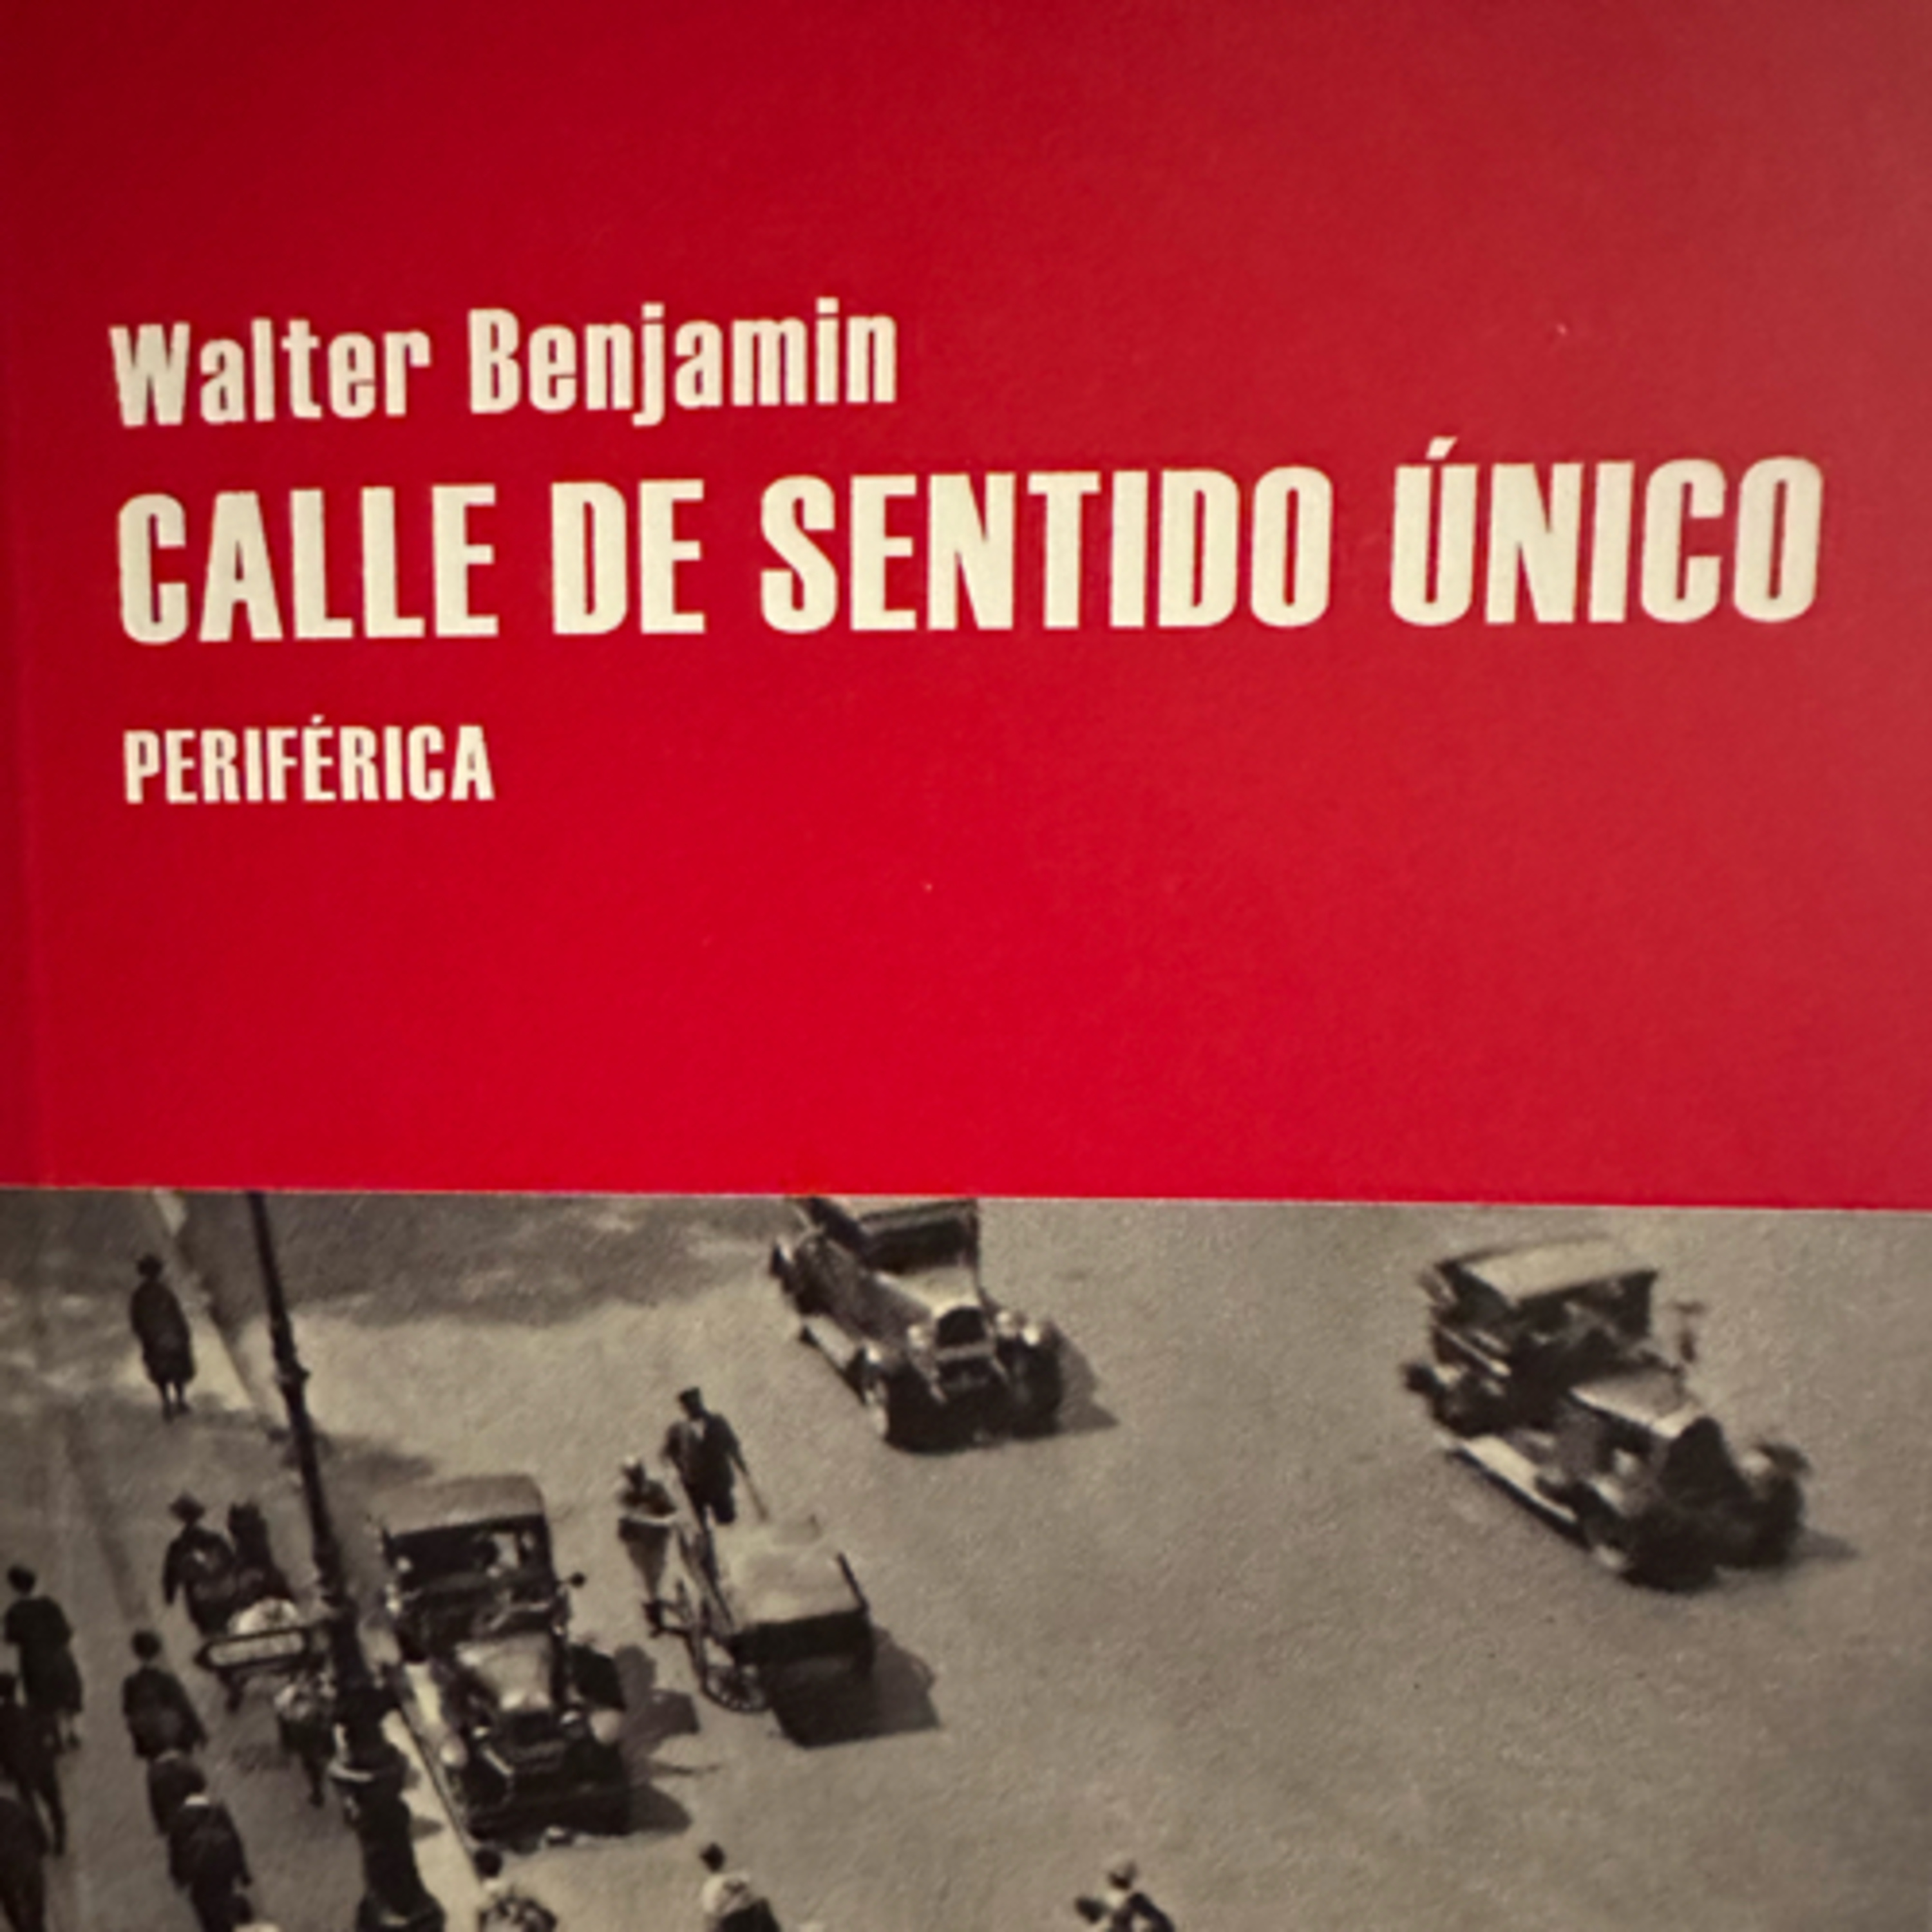 Walter Benjamin
CALLE DE SENTIDO ÚNICO
PERIFÉRICA